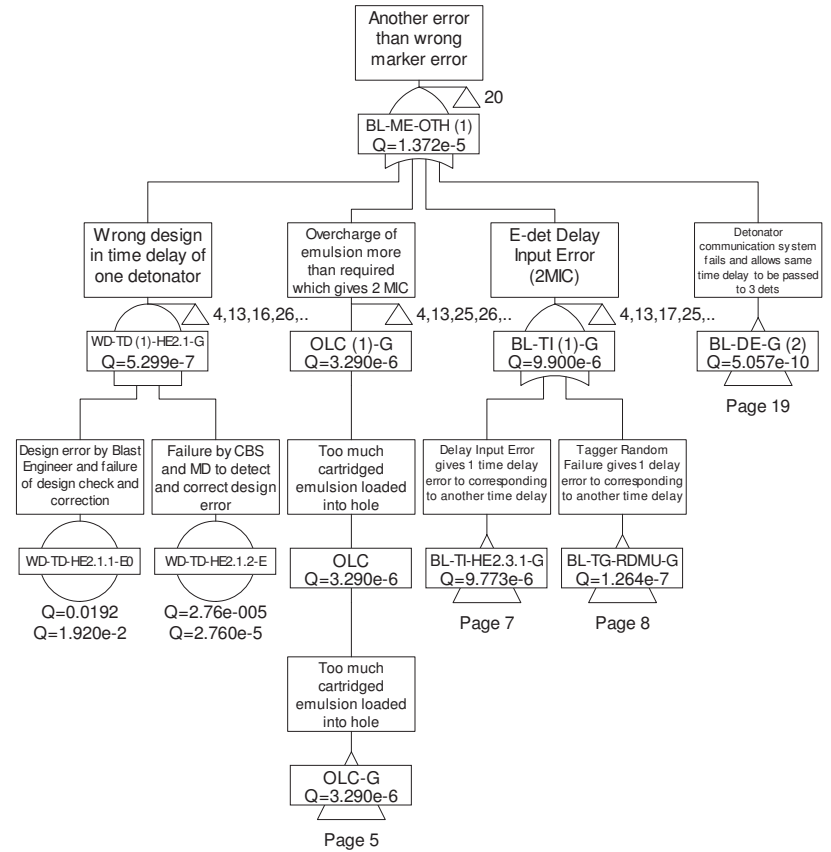 Another error
than wrong
marker error
20
BL-ME-OTH (1)
Q=1.372e-5
Wrong design
in time delay of
one detonator
Overcharge of
emulsion more
than required
which gives 2 MIC
E-det Delay
Input Error
(2MIC)
Detonator
communication system
fails and allows same
time delay to be passed
to 3 dets
4,13,16,26,..
4,13,25,26,..
4,13,17,25,..
WD-TD (1)-HE2.1-G
Q=5.299e-7
OLC (1)-G
Q=3.290e-6
BL-TI (1)-G
Q=9.900e-6
BL-DE-G (2)
Q=5.057e-10
Page 19
Design error by Blast
Engineer and failure
of design check and
correction
Failure by CBS
and MD to detect
and correct design
error
Too much
cartridged
emulsion loaded
into hole
Delay Input Error
gives 1 time delay
error to corresponding
to another time delay
Tagger Random
Failure gives 1 delay
error to corresponding
to another time delay
WD-TD-HE2.1.1-E0
Q=0.0192
Q=1.920e-2
WD-TD-HE2.1.2-E
Q=2.76e-005
Q=2.760e-5
OLC
Q=3.290e-6
BL-TI-HE2.3.1-G
Q=9.773e-6
Page 7
BL-TG-RDMU-G
Q=1.264e-7
Page 8
Too much
cartridged
emulsion loaded
into hole
OLC-G
Q=3.290e-6
Page 5